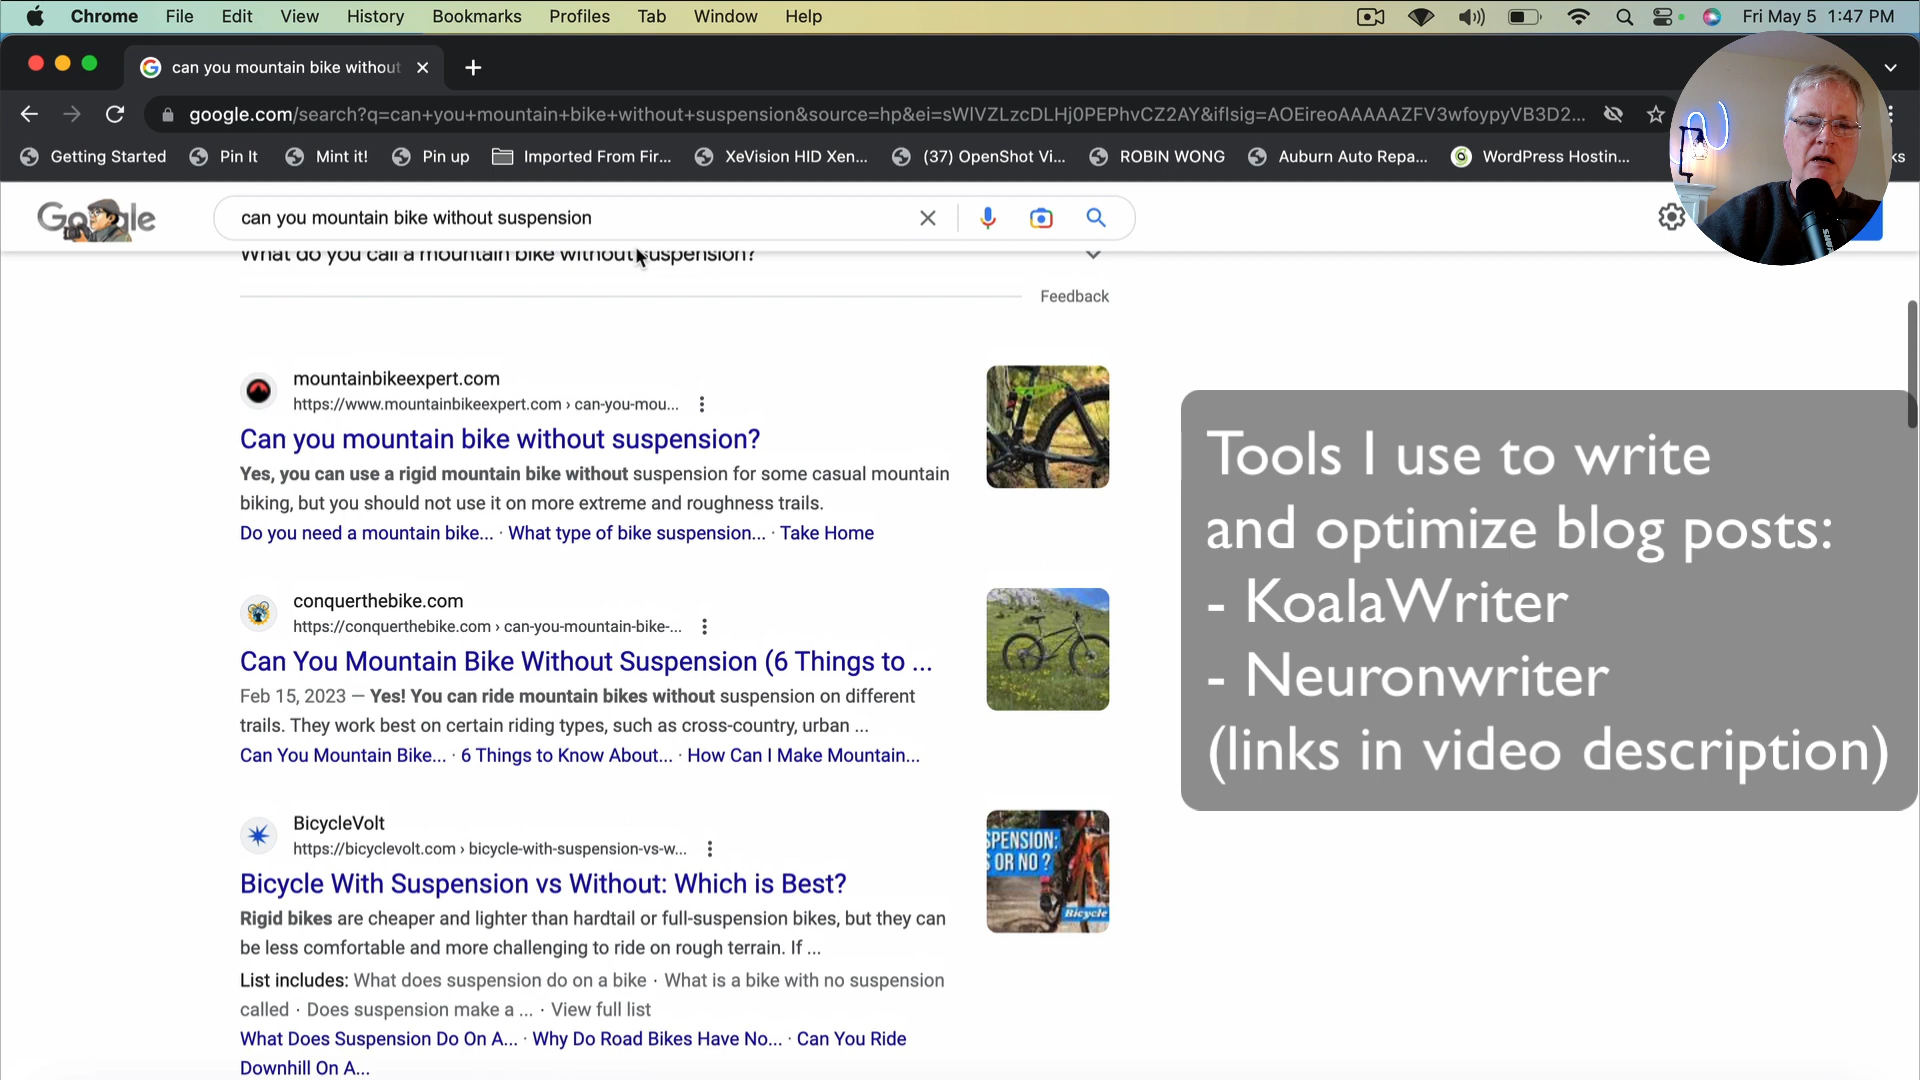 Chrome File Edit View History Bookmarks Profiles Tab Window Help Fri May 5 1:47 PM
can you mountain bike without
google.com/search?q=can+you+mountain+bike+without+suspension&source=hp&ei=sWlVZLzcDLHj0PEPhvCZ2AY&iflsig=AOEireoAAAAAZFV3wfoypyVB3D2...
Getting Started Pin It Mint it! Pin up Imported From Fir... XeVision HID Xen... (37) OpenShot Vi... ROBIN WONG Auburn Auto Repa... WordPress Hostin... ks
Google can you mountain bike without suspension
What do you call a mountain bike without suspension?
Feedback
mountainbikeexpert.com
https://www.mountainbikeexpert.com › can-you-mou...
Can you mountain bike without suspension?
Yes, you can use a rigid mountain bike without suspension for some casual mountain
biking, but you should not use it on more extreme and roughness trails.
Do you need a mountain bike... · What type of bike suspension... · Take Home
conquerthebike.com
https://conquerthebike.com › can-you-mountain-bike-...
Can You Mountain Bike Without Suspension (6 Things to ...
Feb 15, 2023 — Yes! You can ride mountain bikes without suspension on different
trails. They work best on certain riding types, such as cross-country, urban ...
Can You Mountain Bike... · 6 Things to Know About... · How Can I Make Mountain...
BicycleVolt
https://bicyclevolt.com › bicycle-with-suspension-vs-w...
Bicycle With Suspension vs Without: Which is Best?
SPENSION:
OR NO?
Bicycle
Rigid bikes are cheaper and lighter than hardtail or full-suspension bikes, but they can
be less comfortable and more challenging to ride on rough terrain. If ...
List includes: What does suspension do on a bike · What is a bike with no suspension
called · Does suspension make a ... · View full list
What Does Suspension Do On A... · Why Do Road Bikes Have No... · Can You Ride
Downhill On A...
Tools I use to write
and optimize blog posts:
- KoalaWriter
- Neuronwriter
(links in video description)